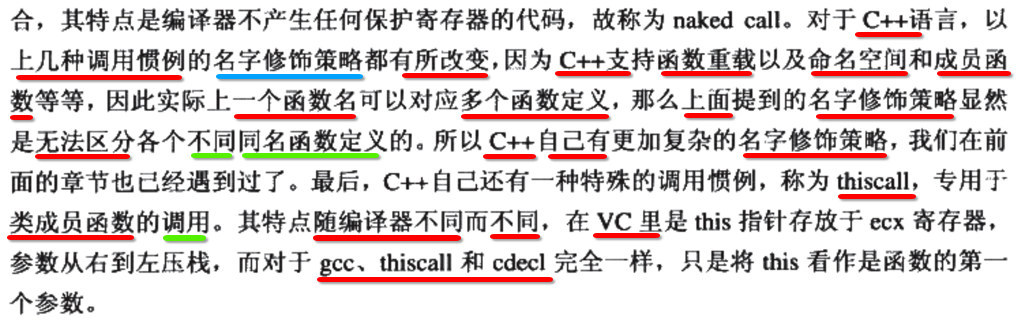 合，其特点是编译器不产生任何保护寄存器的代码，故称为 naked call。对于 C++语言，以
上几种调用惯例的名字修饰策略都有所改变，因为 C++支持函数重载以及命名空间和成员函
数等等，因此实际上一个函数名可以对应多个函数定义，那么上面提到的名字修饰策略显然
是无法区分各个不同同名函数定义的。所以 C++自己有更加复杂的名字修饰策略，我们在前
面的章节也已经遇到过了。最后，C++自己还有一种特殊的调用惯例，称为 thiscall，专用于
类成员函数的调用。其特点随编译器不同而不同，在 VC 里是 this 指针存放于 ecx 寄存器，
参数从右到左压栈，而对于 gcc、thiscall 和 cdecl 完全一样，只是将 this 看作是函数的第一
个参数。